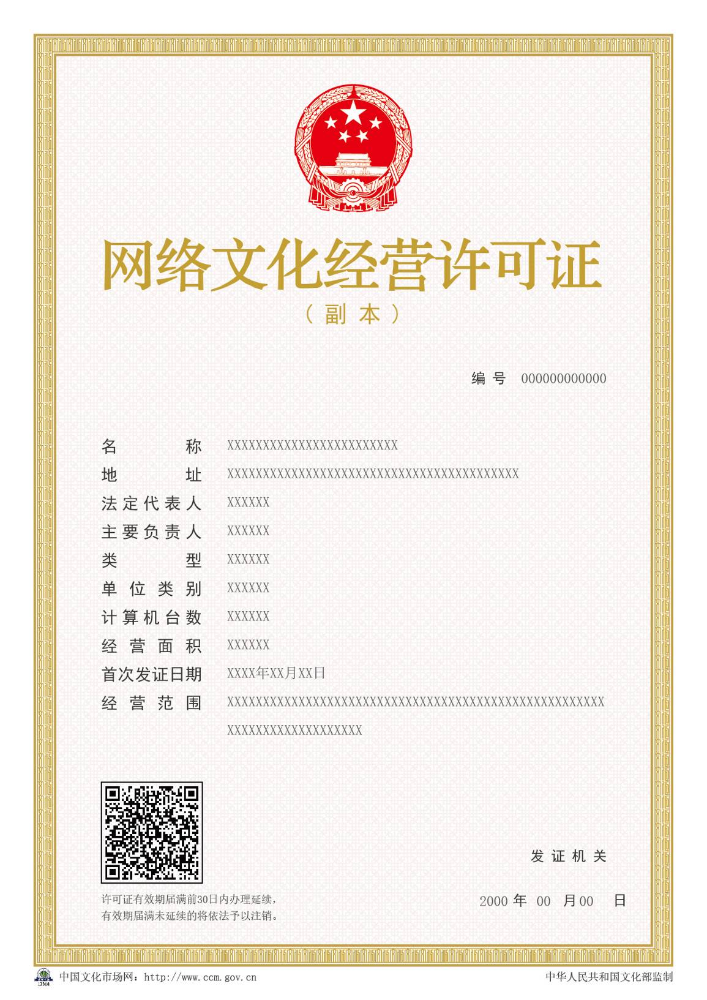 网络文化经营许可证
（副本）
编号 000000000000
名称 XXXXXXXXXXXXXXXXXXXXXXXX
地址 XXXXXXXXXXXXXXXXXXXXXXXXXXXXXXXXXXXXXXXXX
法定代表人 XXXXXX
主要负责人 XXXXXX
类型 XXXXXX
单位类别 XXXXXX
计算机台数 XXXXXX
经营面积 XXXXXX
首次发证日期 XXXX年XX月XX日
经营范围 XXXXXXXXXXXXXXXXXXXXXXXXXXXXXXXXXXXXXXXXXXXXXXXXXXXXX
XXXXXXXXXXXXXXXXXXX
发证机关
许可证有效期届满前30日内办理延续，
2000 年 00 月 00 日
有效期届满未延续的将依法予以注销。
L2318
中国文化市场网：http://www.ccm.gov.cn 中华人民共和国文化部监制